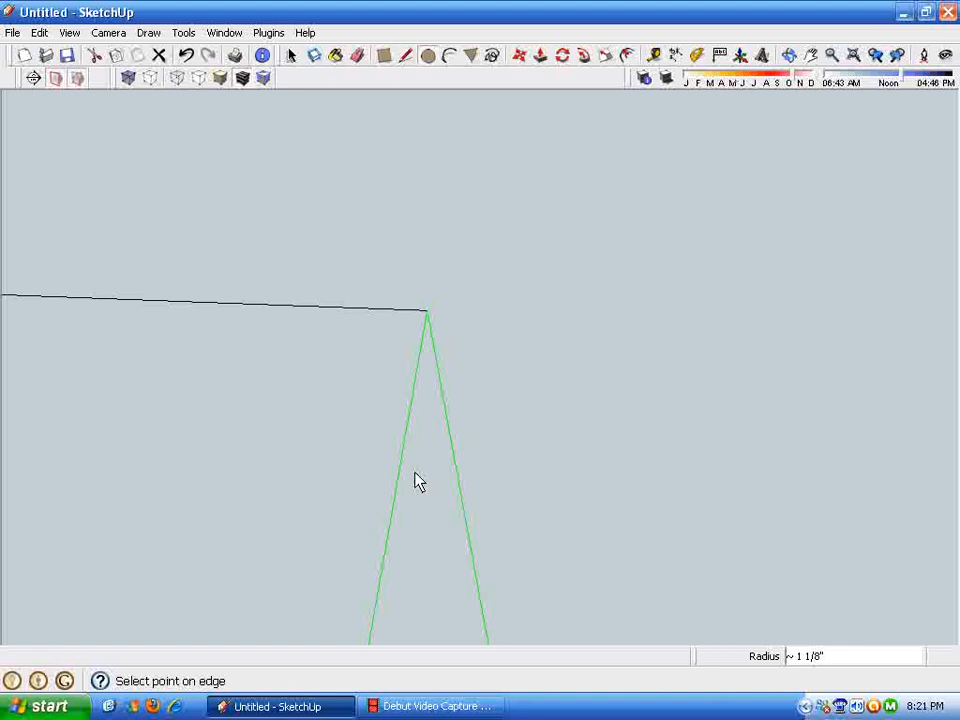 Untitled - SketchUp
File Edit View Camera Draw Tools Window Plugins Help
J F M A M J J A S O N D 06:43 AM Noon 04:46 PM
Radius ~ 1 1/8"
Select point on edge
start Untitled - SketchUp Debut Video Capture ... 8:21 PM